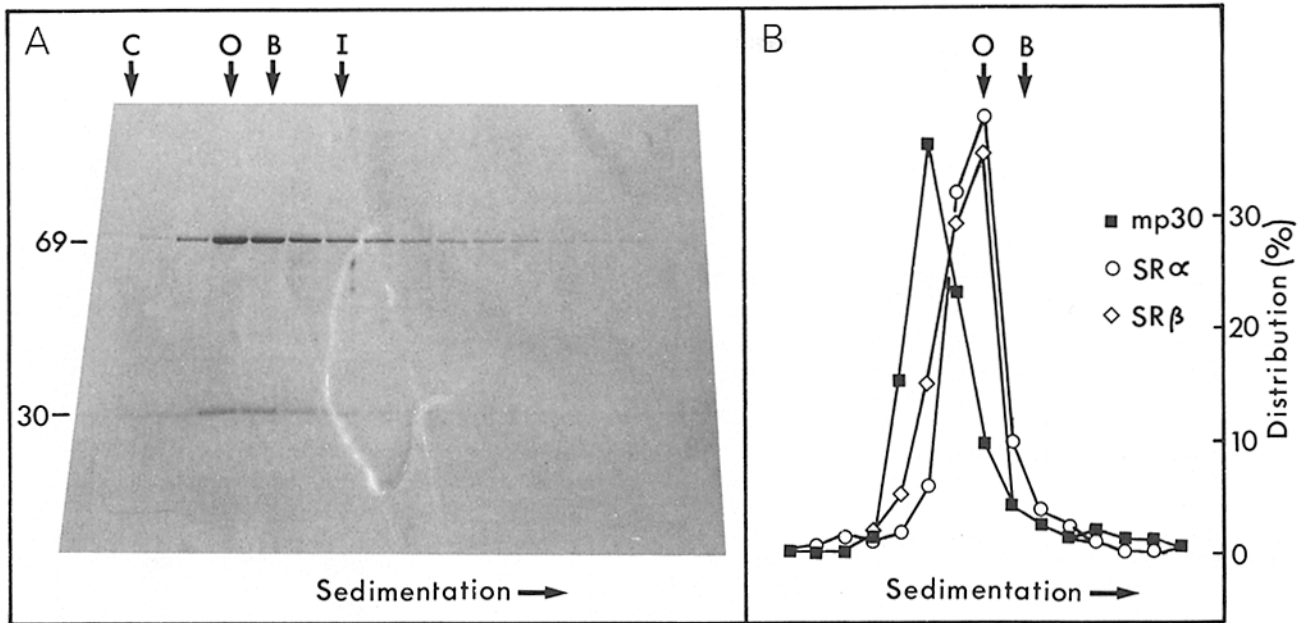 A
C O B I
69
30
Sedimentation
B
O B
mp30
SRα
SRβ
30
20
10
0
Distribution (%)
Sedimentation